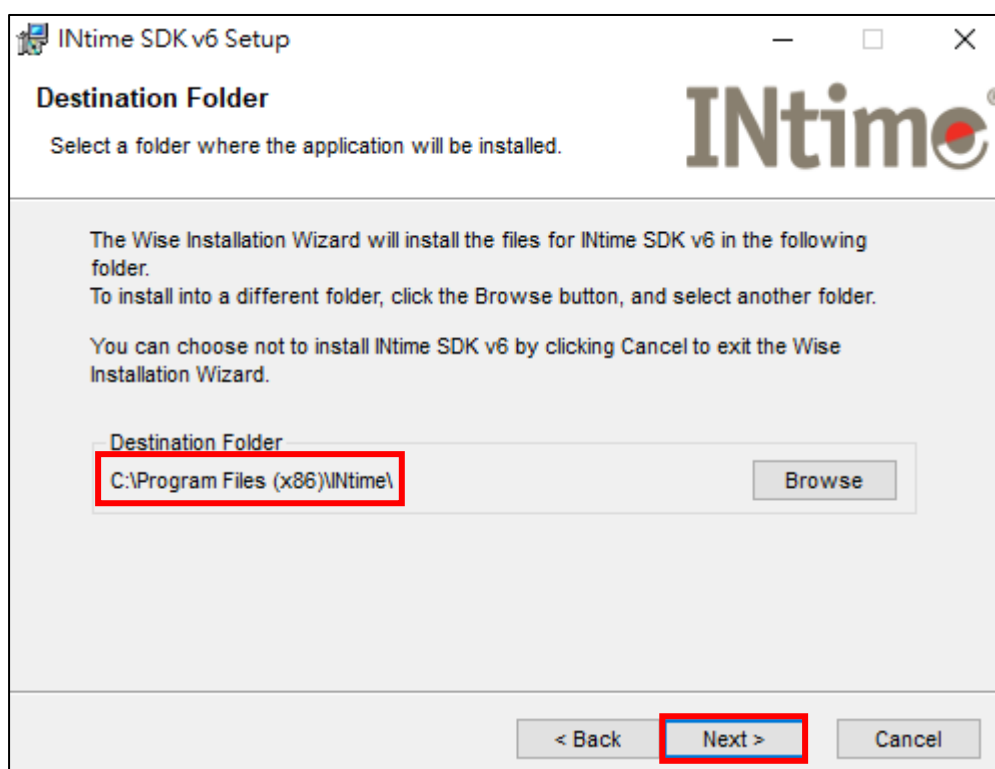 INtime SDK v6 Setup
Destination Folder
Select a folder where the application will be installed.
INtime®
The Wise Installation Wizard will install the files for INtime SDK v6 in the following
folder.
To install into a different folder, click the Browse button, and select another folder.
You can choose not to install INtime SDK v6 by clicking Cancel to exit the Wise
Installation Wizard.
Destination Folder
C:\Program Files (x86)\INtime\
Browse
< Back
Next >
Cancel